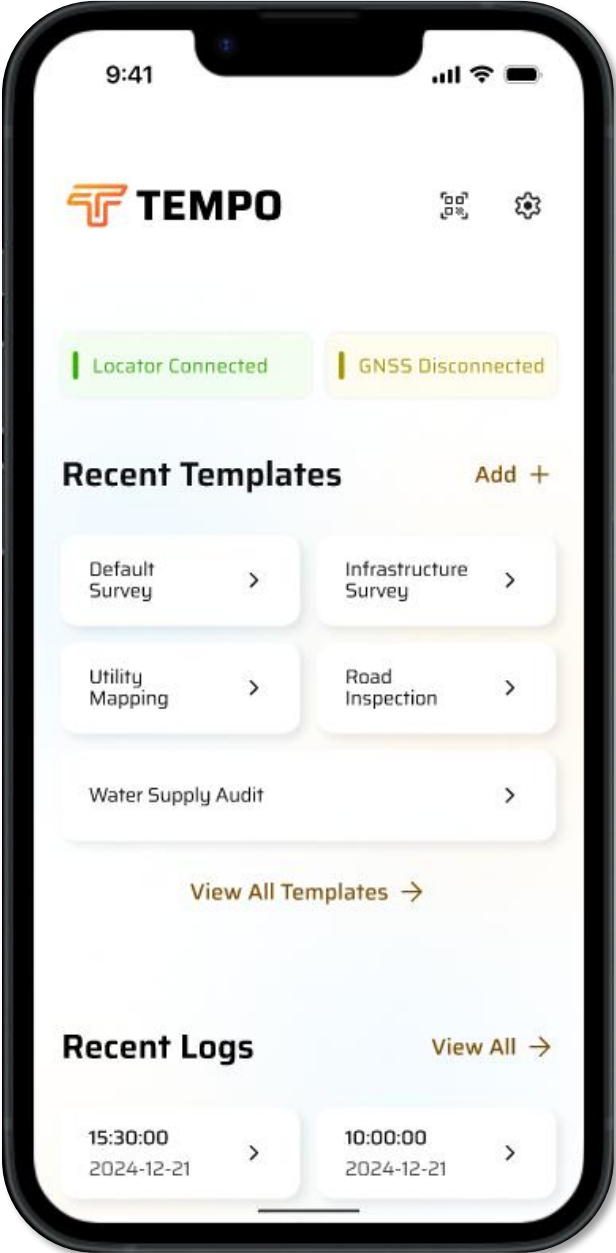 9:41
TEMPO
Locator Connected
GNSS Disconnected
Recent Templates
Add +
Default
Survey
Infrastructure
Survey
Utility
Mapping
Road
Inspection
Water Supply Audit
View All Templates →
Recent Logs
View All →
15:30:00
2024-12-21
10:00:00
2024-12-21